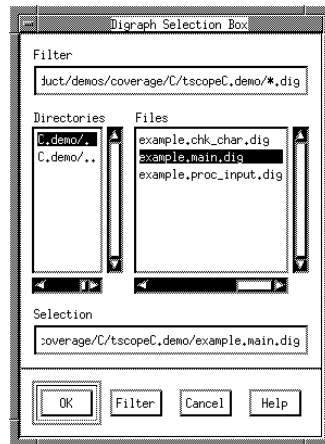 Digraph Selection Box
Filter
duct/demos/coverage/C/tscopeC.demo/*.dig
Directories Files
C.demo/. example.chk_char.dig
C.demo/.. example.main.dig
example.proc_input.dig
Selection
:overage/C/tscopeC.demo/example.main.dig
OK Filter Cancel Help